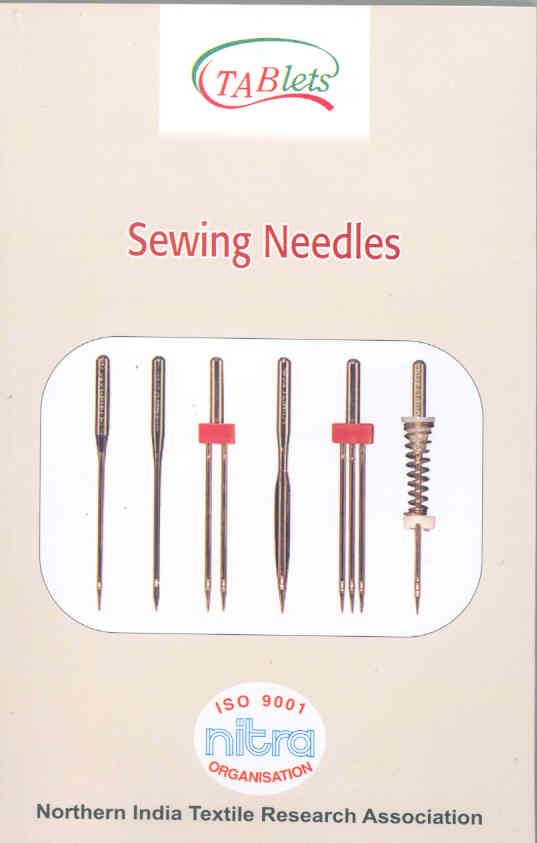 TABlets
Sewing Needles
ISO 9001
nitra
ORGANISATION
Northern India Textile Research Association